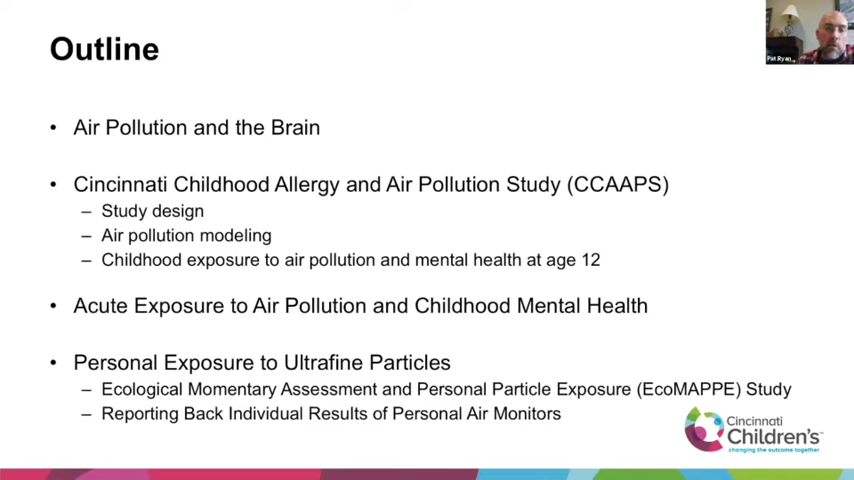 Outline
Pat Ryan
• Air Pollution and the Brain
• Cincinnati Childhood Allergy and Air Pollution Study (CCAAPS)
– Study design
– Air pollution modeling
– Childhood exposure to air pollution and mental health at age 12
• Acute Exposure to Air Pollution and Childhood Mental Health
• Personal Exposure to Ultrafine Particles
– Ecological Momentary Assessment and Personal Particle Exposure (EcoMAPPE) Study
– Reporting Back Individual Results of Personal Air Monitors
Cincinnati
Children's™
changing the outcome together